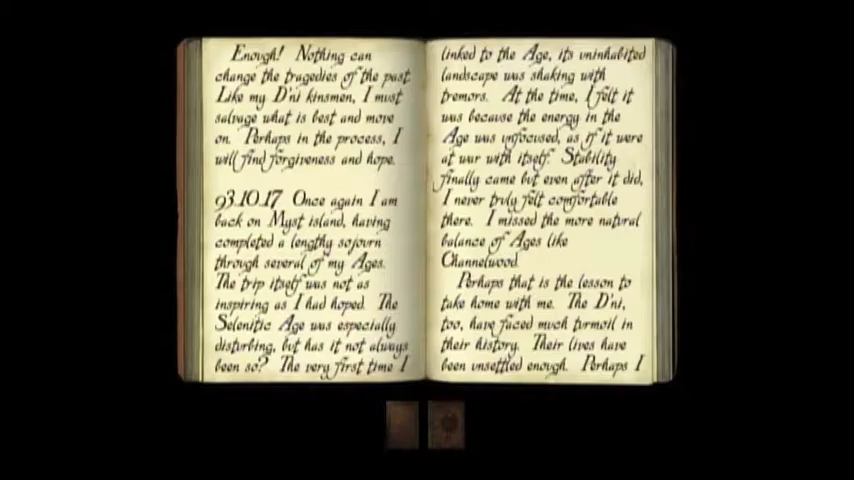 Enough! Nothing can
change the tragedies of the past.
Like my D'ni kinsmen, I must
salvage what is best and move
on. Perhaps in the process, I
will find forgiveness and hope.
93.10.17 Once again I am
back on Myst island, having
completed a lengthy sojourn
through several of my Ages.
The trip itself was not as
inspiring as I had hoped. The
Selenitic Age was especially
disturbing, but has it not always
been so? The very first time I
linked to the Age, its uninhabited
landscape was shaking with
tremors. At the time, I felt it
was because the energy in the
Age was unfocused, as if it were
at war with itself. Stability
finally came but even after it did,
I never truly felt comfortable
there. I missed the more natural
balance of Ages like
Channelwood.
Perhaps that is the lesson to
take home with me. The D'ni,
too, have faced much turmoil in
their history. Their lives have
been unsettled enough. Perhaps I